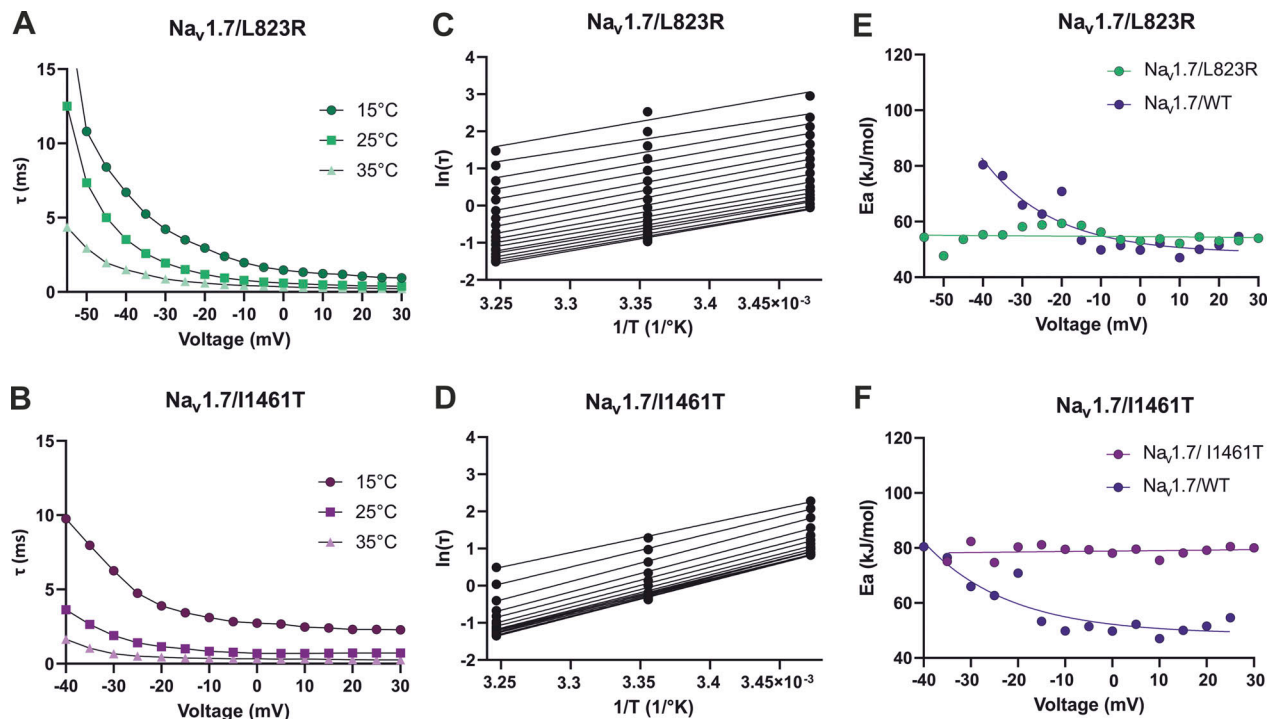 A
Nav1.7/L823R
τ (ms)
15
10
5
0
15°C
25°C
35°C
-50 -40 -30 -20 -10 0 10 20 30
Voltage (mV)
C
Nav1.7/L823R
ln(τ)
4
3
2
1
0
-1
-2
3.25 3.3 3.35 3.4 3.45×10⁻³
1/T (1/°K)
E
Nav1.7/L823R
Ea (kJ/mol)
120
100
80
60
40
Nav1.7/L823R
Nav1.7/WT
-50 -40 -30 -20 -10 0 10 20 30
Voltage (mV)
B
Nav1.7/I1461T
τ (ms)
15
10
5
0
15°C
25°C
35°C
-40 -30 -20 -10 0 10 20 30
Voltage (mV)
D
Nav1.7/I1461T
ln(τ)
4
3
2
1
0
-1
-2
3.25 3.3 3.35 3.4 3.45×10⁻³
1/T (1/°K)
F
Nav1.7/I1461T
Ea (kJ/mol)
120
100
80
60
40
Nav1.7/ I1461T
Nav1.7/WT
-40 -30 -20 -10 0 10 20 30
Voltage (mV)